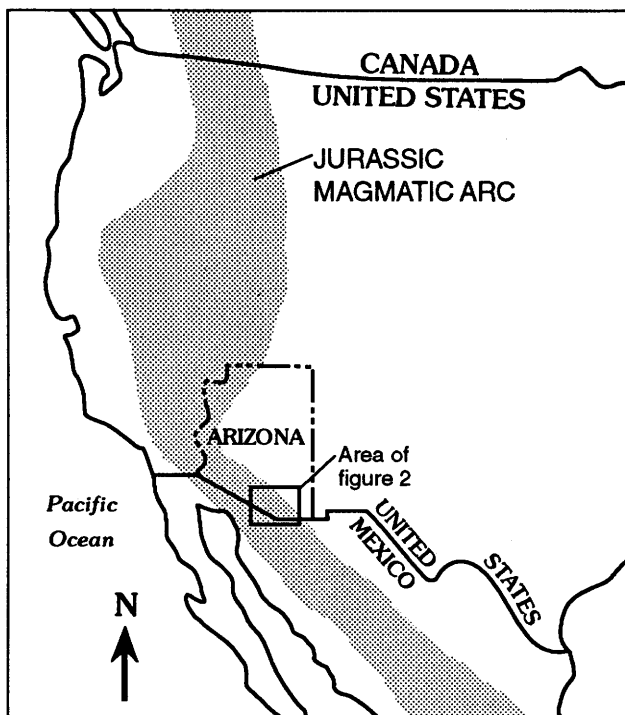 CANADA
UNITED STATES
JURASSIC
MAGMATIC ARC
ARIZONA
Area of
figure 2
Pacific
Ocean
UNITED STATES
MEXICO
N